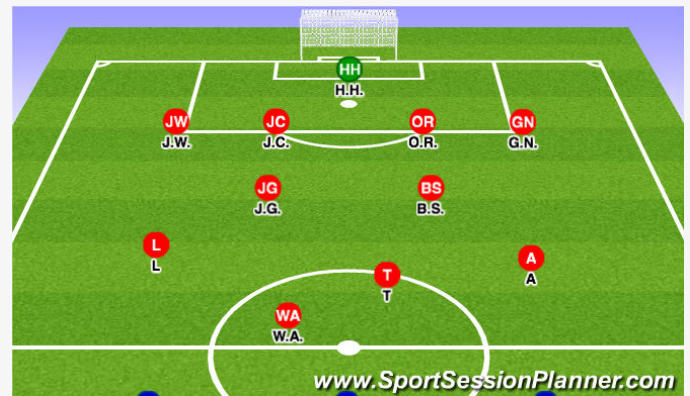 HH
H.H.
JW JC OR GN
J.W. J.C. O.R. G.N.
JG BS
J.G. B.S.
L
L
A
A
T
T
WA
W.A.
www.SportSessionPlanner.com